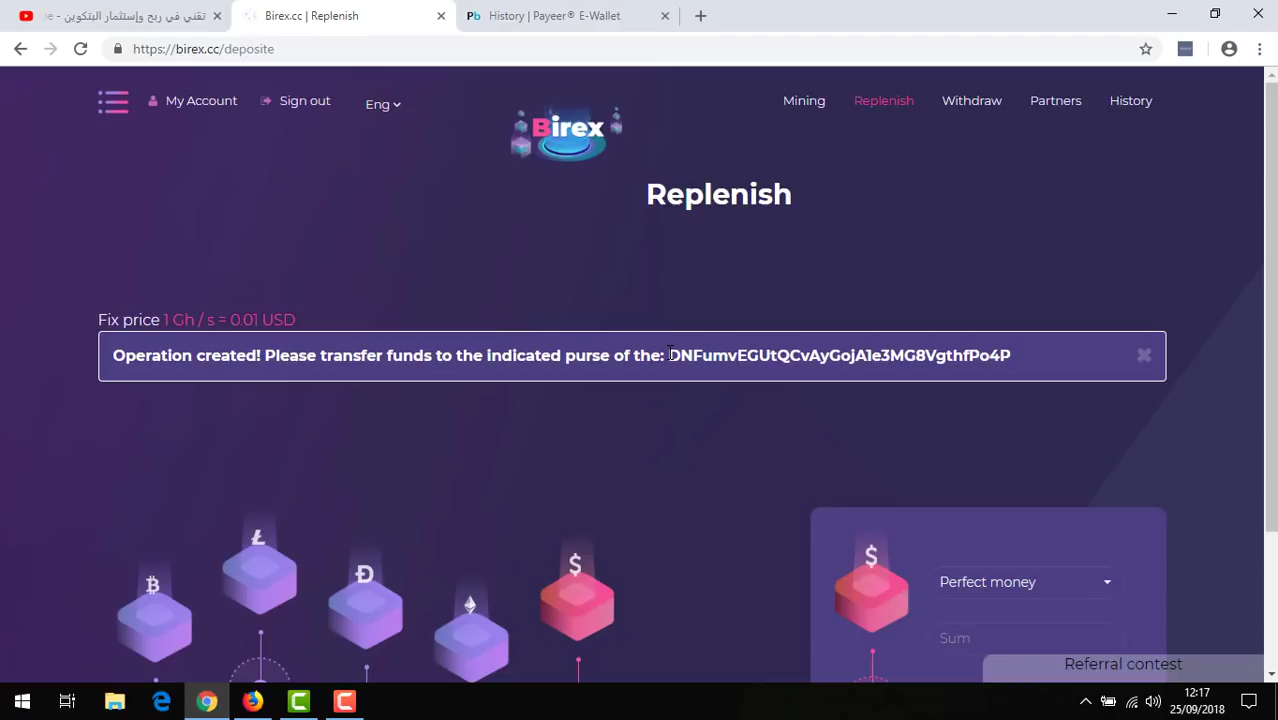 تقني في ربح وإستثمار البتكوين -
Birex.cc | Replenish
Pb History | Payeer® E-Wallet
https://birex.cc/deposite
My Account
Sign out
Eng
Birex
Mining
Replenish
Withdraw
Partners
History
Replenish
Fix price 1 Gh / s = 0.01 USD
Operation created! Please transfer funds to the indicated purse of the: DNFumvEGUtQCvAyGojA1e3MG8VgthfPo4P
Perfect money
Sum
Referral contest
12:17
25/09/2018